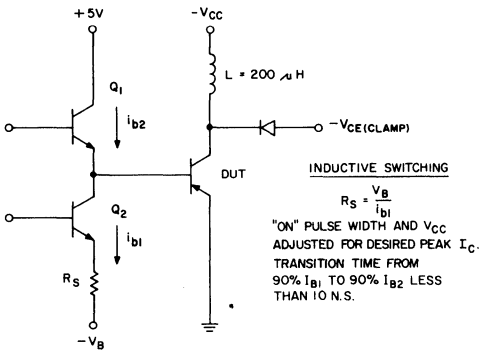 +5V
-VCC
L = 200 μH
Q1
ib2
-VCE(CLAMP)
DUT
Q2
ib1
RS
-VB
INDUCTIVE SWITCHING
RS = VB / ib1
"ON" PULSE WIDTH AND VCC
ADJUSTED FOR DESIRED PEAK IC.
TRANSITION TIME FROM
90% IB1 TO 90% IB2 LESS
THAN 10 N.S.